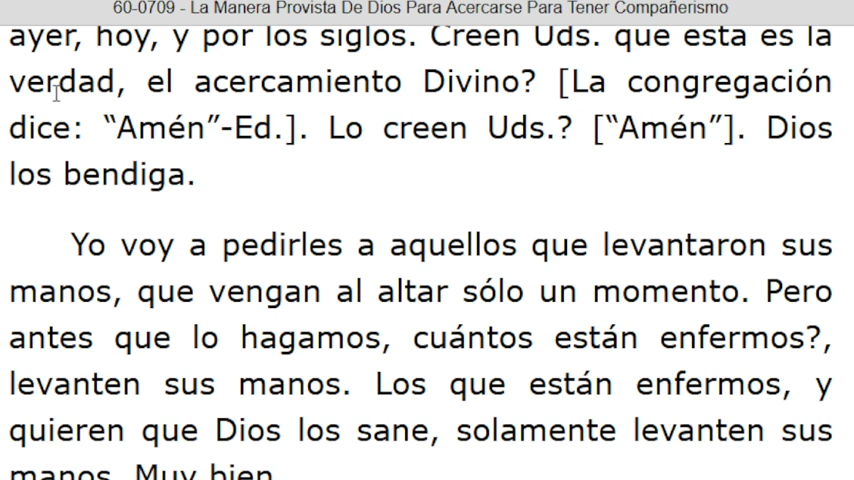 60-0709 - La Manera Provista De Dios Para Acercarse Para Tener Compañerismo
ayer, hoy, y por los siglos. Creen Uds. que esta es la
verdad, el acercamiento Divino? [La congregación
dice: “Amén”-Ed.]. Lo creen Uds.? [“Amén”]. Dios
los bendiga.
Yo voy a pedirles a aquellos que levantaron sus
manos, que vengan al altar sólo un momento. Pero
antes que lo hagamos, cuántos están enfermos?,
levanten sus manos. Los que están enfermos, y
quieren que Dios los sane, solamente levanten sus
manos. Muy bien.